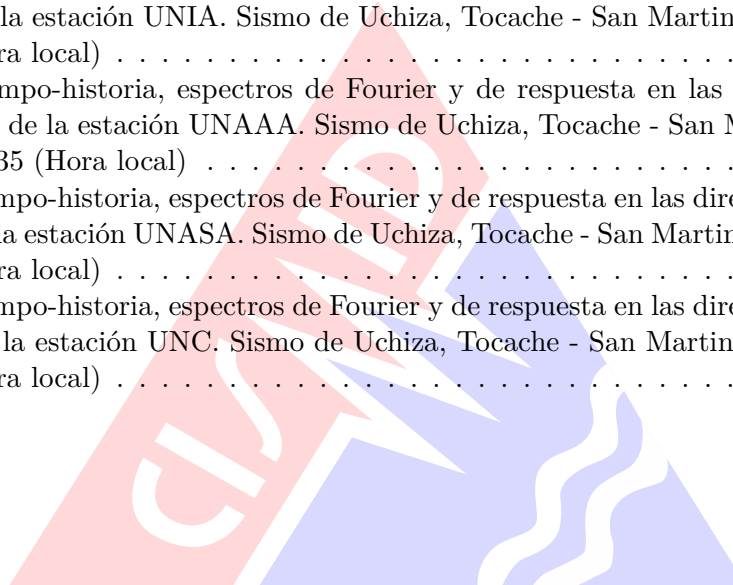 la estación UNIA. Sismo de Uchiza, Tocache - San Martin
ra local) . . . . . . . . . . . . . . . . . . . . . . . . . . . .
mpo-historia, espectros de Fourier y de respuesta en las
de la estación UNAAA. Sismo de Uchiza, Tocache - San M
35 (Hora local) . . . . . . . . . . . . . . . . . . . . . . . .
mpo-historia, espectros de Fourier y de respuesta en las dire
la estación UNASA. Sismo de Uchiza, Tocache - San Martin
ra local) . . . . . . . . . . . . . . . . . . . . . . . . . . . .
mpo-historia, espectros de Fourier y de respuesta en las dire
la estación UNC. Sismo de Uchiza, Tocache - San Martin
ra local) . . . . . . . . . . . . . . . . . . . . . . . . . . . .
CISMID